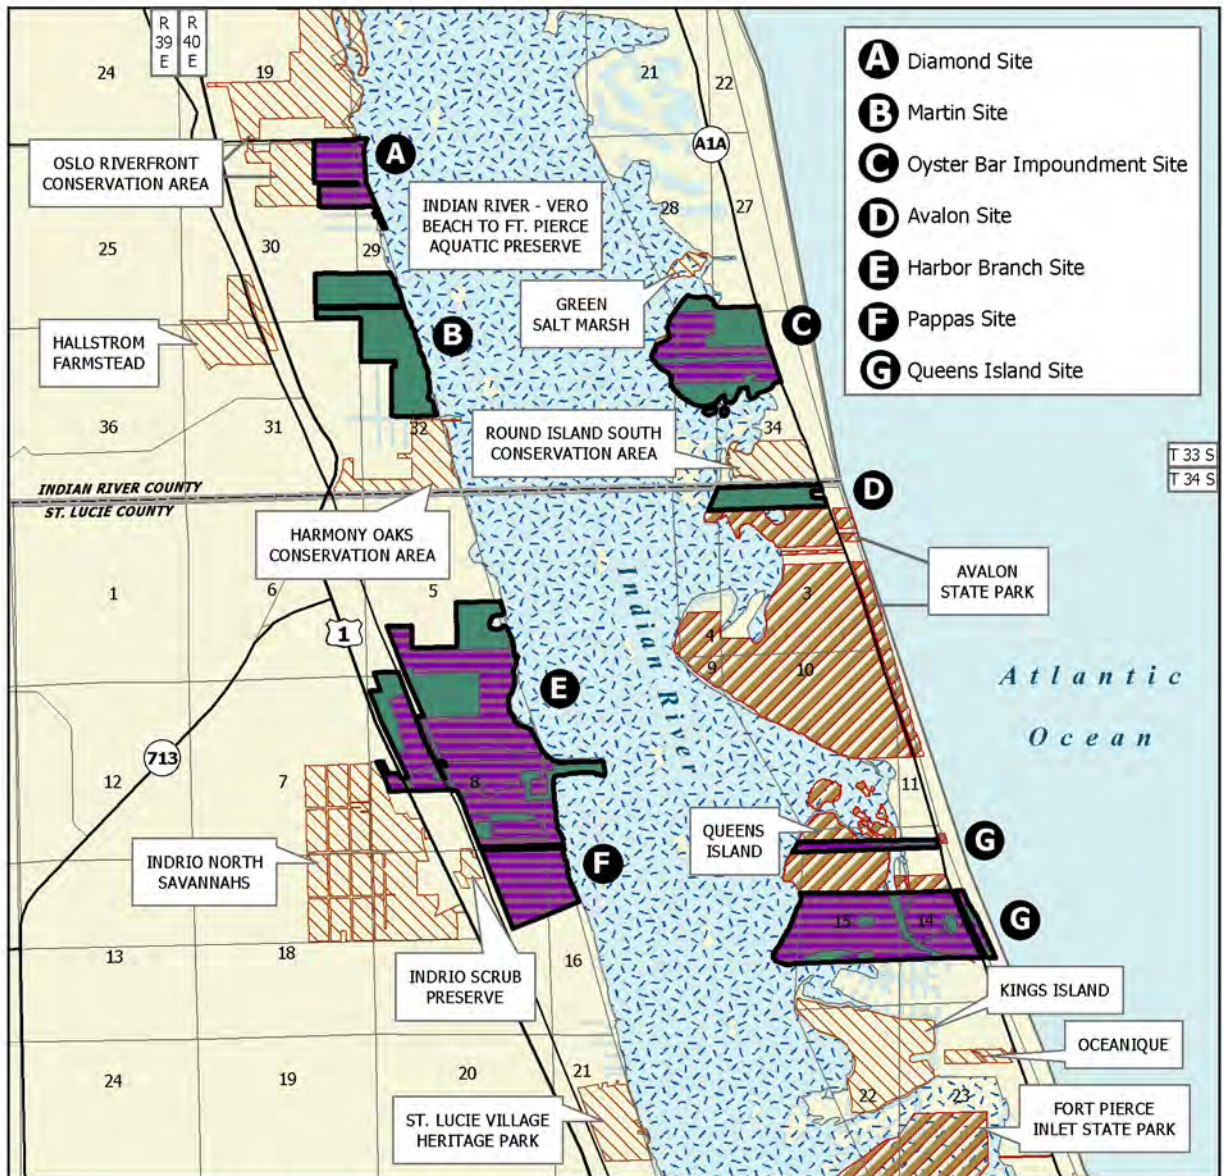 R
39
E
R
40
E
24
19
21
22
A1A
A
Diamond Site
B
Martin Site
C
Oyster Bar Impoundment Site
D
Avalon Site
E
Harbor Branch Site
F
Pappas Site
G
Queens Island Site
A
OSLO RIVERFRONT
CONSERVATION AREA
INDIAN RIVER - VERO
BEACH TO FT. PIERCE
AQUATIC PRESERVE
28
27
25
30
29
GREEN
SALT MARSH
B
C
HALLSTROM
FARMSTEAD
36
31
32
ROUND ISLAND SOUTH
CONSERVATION AREA
34
T 33 S
T 34 S
INDIAN RIVER COUNTY
ST. LUCIE COUNTY
D
HARMONY OAKS
CONSERVATION AREA
AVALON
STATE PARK
1
6
5
1
3
4
9
10
Indian River
E
Atlantic
Ocean
713
12
7
8
11
QUEENS
ISLAND
G
INDRIO NORTH
SAVANNAHS
F
G
15
14
13
18
16
INDRIO SCRUB
PRESERVE
KINGS ISLAND
OCEANIQUE
24
19
20
21
22
23
ST. LUCIE VILLAGE
HERITAGE PARK
FORT PIERCE
INLET STATE PARK